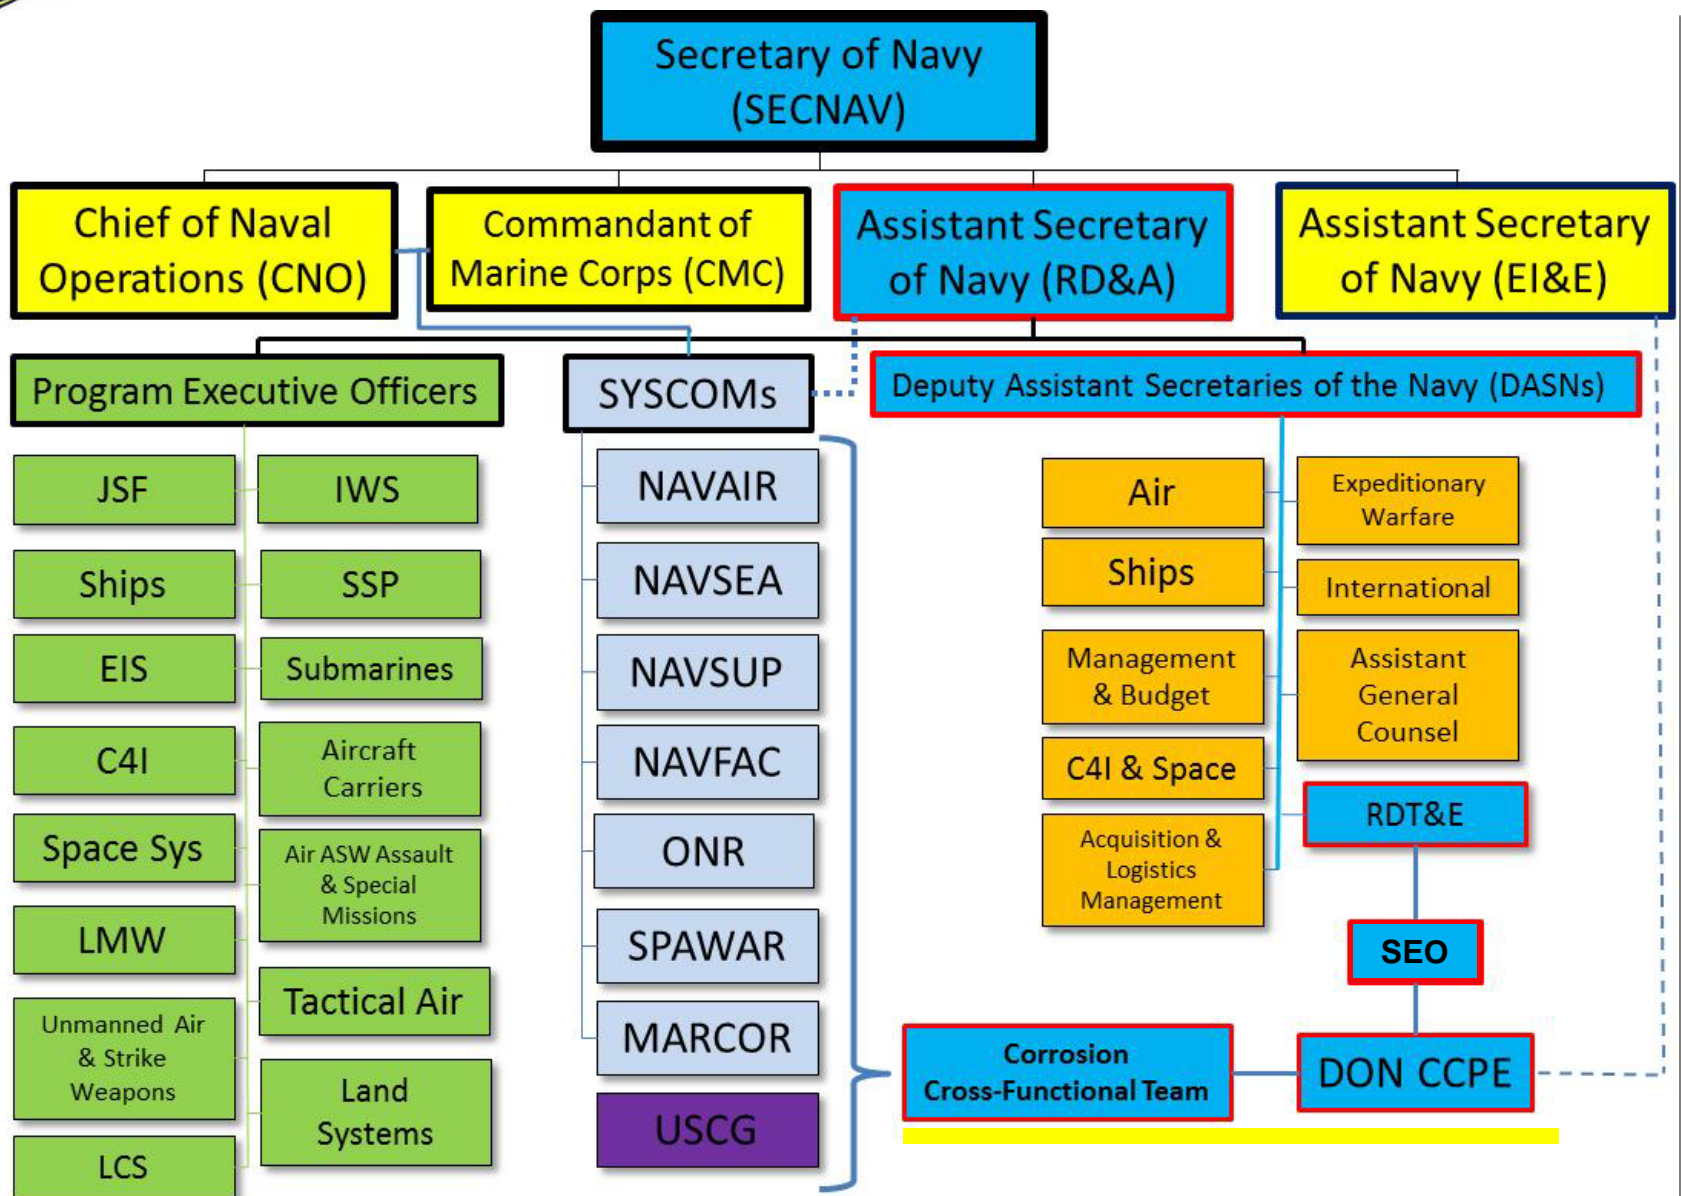 Secretary of Navy
(SECNAV)
Chief of Naval
Operations (CNO)
Commandant of
Marine Corps (CMC)
Assistant Secretary
of Navy (RD&A)
Assistant Secretary
of Navy (EI&E)
Program Executive Officers
SYSCOMs
Deputy Assistant Secretaries of the Navy (DASNs)
JSF
IWS
Ships
SSP
EIS
Submarines
C4I
Aircraft
Carriers
Space Sys
Air ASW Assault
& Special
Missions
LMW
Tactical Air
Unmanned Air
& Strike
Weapons
Land
Systems
LCS
NAVAIR
NAVSEA
NAVSUP
NAVFAC
ONR
SPAWAR
MARCOR
USCG
Air
Expeditionary
Warfare
Ships
International
Management
& Budget
Assistant
General
Counsel
C4I & Space
RDT&E
Acquisition &
Logistics
Management
SEO
Corrosion
Cross-Functional Team
DON CCPE